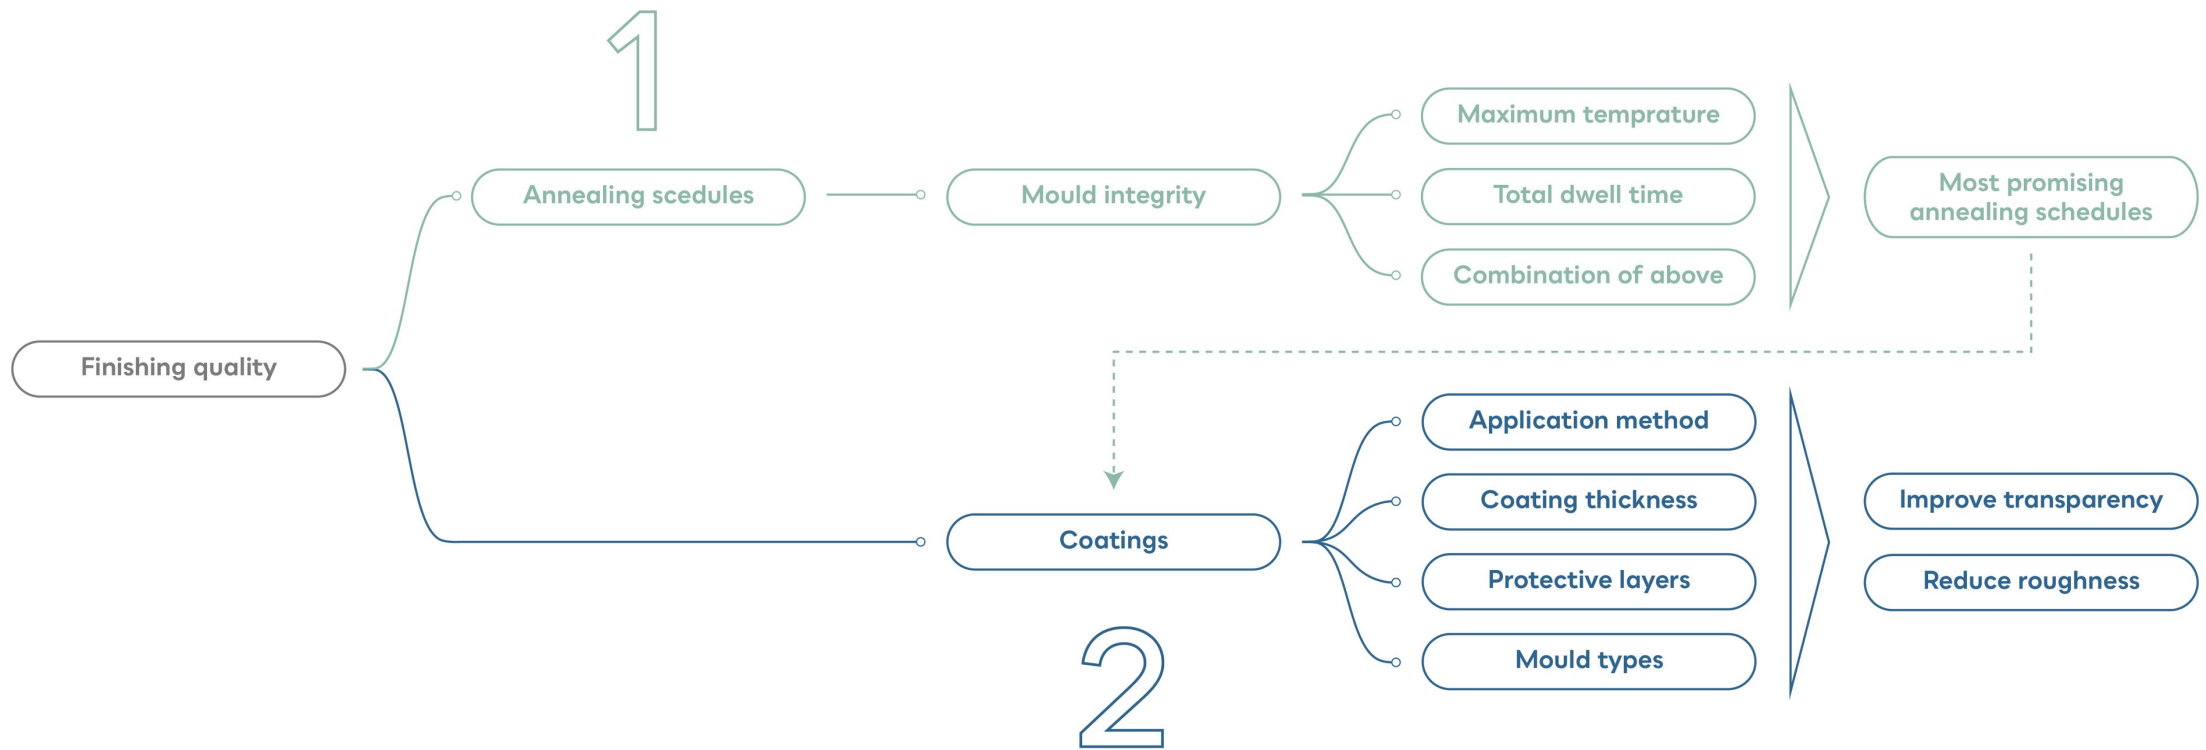 1
Finishing quality
Annealing scedules
Mould integrity
Maximum temprature
Total dwell time
Combination of above
Most promising
annealing schedules
Coatings
2
Application method
Coating thickness
Protective layers
Mould types
Improve transparency
Reduce roughness